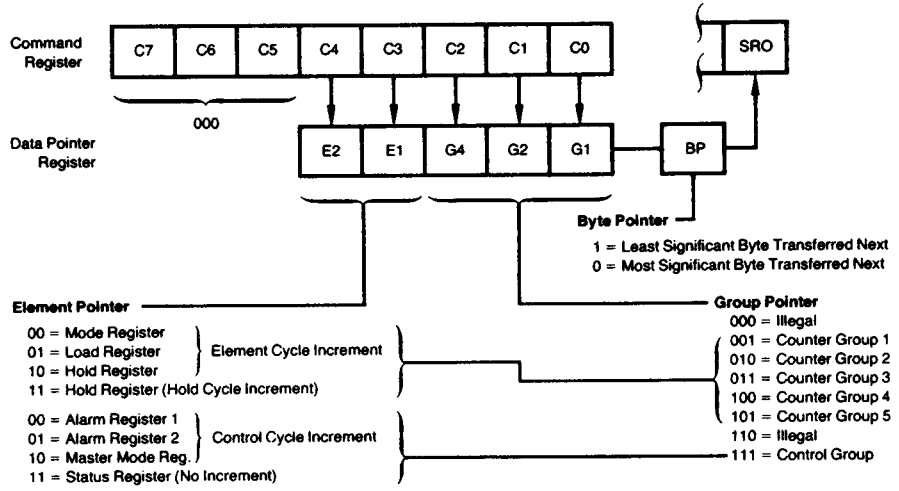 Command
Register
C7 C6 C5 C4 C3 C2 C1 C0
SRO
000
Data Pointer
Register
E2 E1 G4 G2 G1
BP
Byte Pointer
1 = Least Significant Byte Transferred Next
0 = Most Significant Byte Transferred Next
Element Pointer
00 = Mode Register
01 = Load Register
10 = Hold Register
Element Cycle Increment
11 = Hold Register (Hold Cycle Increment)
00 = Alarm Register 1
01 = Alarm Register 2
10 = Master Mode Reg.
Control Cycle Increment
11 = Status Register (No Increment)
Group Pointer
000 = Illegal
001 = Counter Group 1
010 = Counter Group 2
011 = Counter Group 3
100 = Counter Group 4
101 = Counter Group 5
110 = Illegal
111 = Control Group